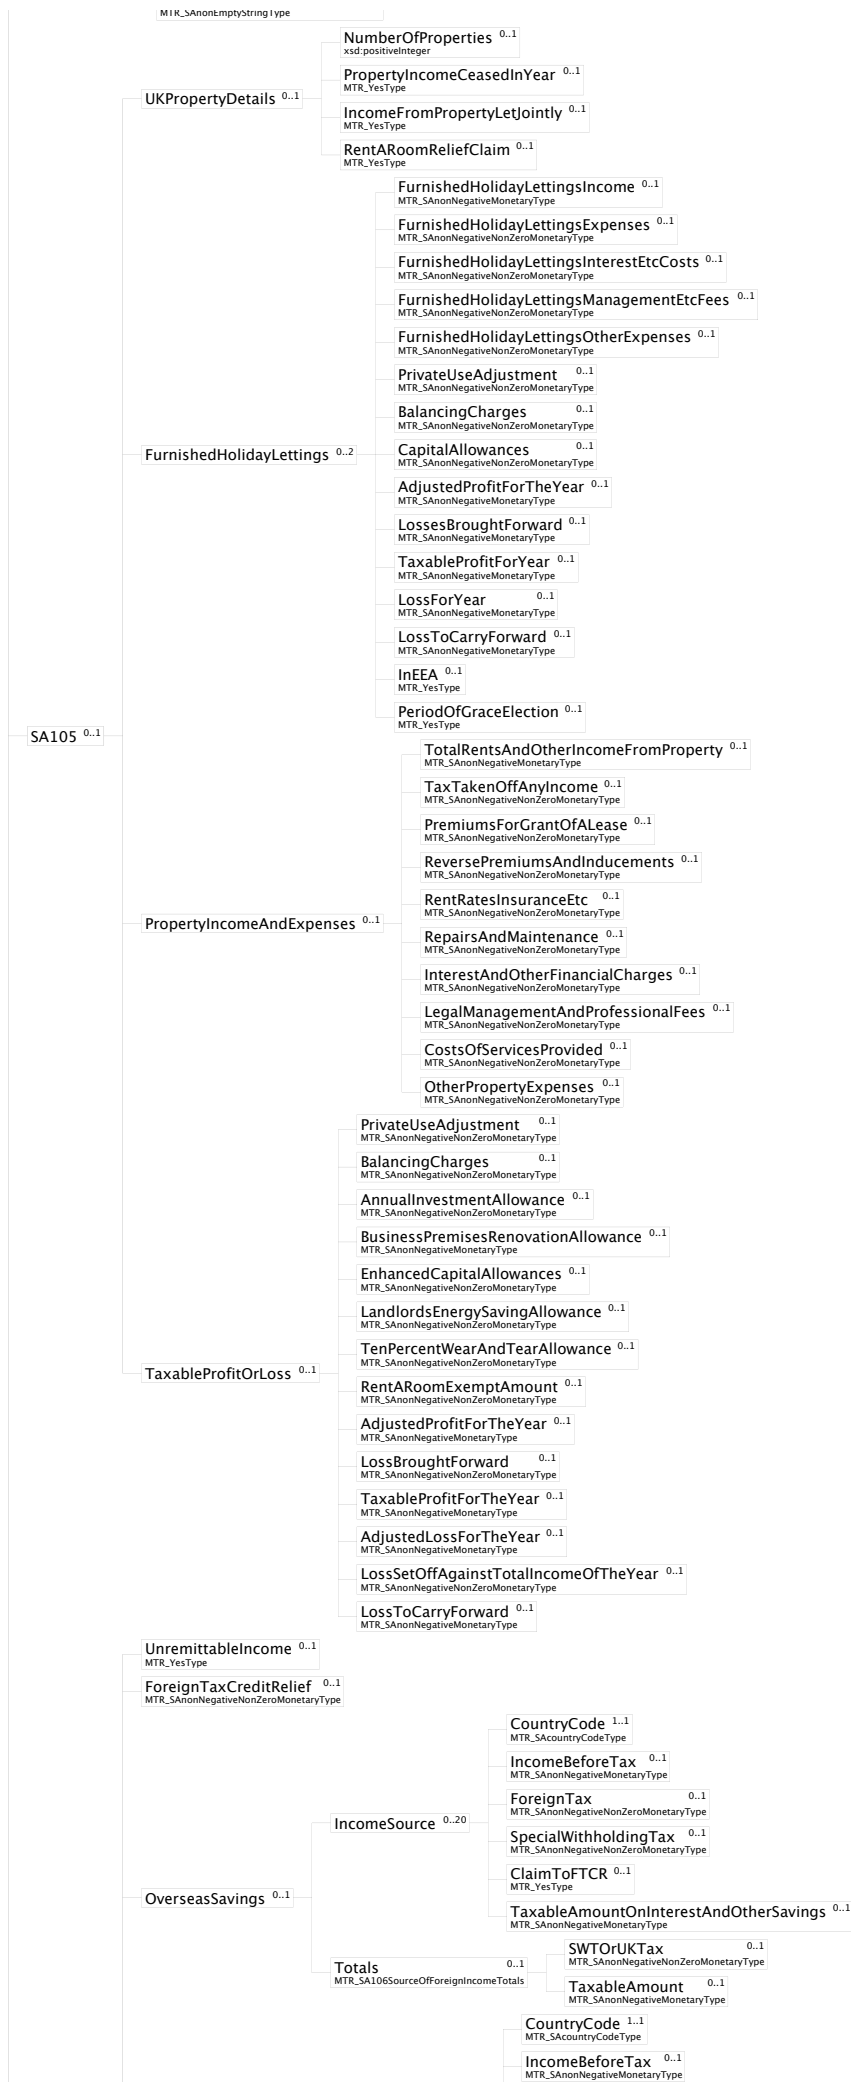 MTR_SAnonEmptyStringType
NumberOfProperties 0..1
xsd:positiveInteger
PropertyIncomeCeasedInYear 0..1
MTR_YesType
UKPropertyDetails 0..1
IncomeFromPropertyLetJointly 0..1
MTR_YesType
RentARoomReliefClaim 0..1
MTR_YesType
FurnishedHolidayLettingsIncome 0..1
MTR_SAnonNegativeMonetaryType
FurnishedHolidayLettingsExpenses 0..1
MTR_SAnonNegativeNonZeroMonetaryType
FurnishedHolidayLettingsInterestEtcCosts 0..1
MTR_SAnonNegativeNonZeroMonetaryType
FurnishedHolidayLettingsManagementEtcFees 0..1
MTR_SAnonNegativeNonZeroMonetaryType
FurnishedHolidayLettingsOtherExpenses 0..1
MTR_SAnonNegativeNonZeroMonetaryType
PrivateUseAdjustment 0..1
MTR_SAnonNegativeNonZeroMonetaryType
BalancingCharges 0..1
MTR_SAnonNegativeNonZeroMonetaryType
FurnishedHolidayLettings 0..2
CapitalAllowances 0..1
MTR_SAnonNegativeNonZeroMonetaryType
AdjustedProfitForTheYear 0..1
MTR_SAnonNegativeMonetaryType
LossesBroughtForward 0..1
MTR_SAnonNegativeMonetaryType
TaxableProfitForYear 0..1
MTR_SAnonNegativeMonetaryType
LossForYear 0..1
MTR_SAnonNegativeMonetaryType
LossToCarryForward 0..1
MTR_SAnonNegativeMonetaryType
InEEA 0..1
MTR_YesType
PeriodOfGraceElection 0..1
MTR_YesType
SA105 0..1
TotalRentsAndOtherIncomeFromProperty 0..1
MTR_SAnonNegativeMonetaryType
TaxTakenOffAnyIncome 0..1
MTR_SAnonNegativeNonZeroMonetaryType
PremiumsForGrantOfALease 0..1
MTR_SAnonNegativeNonZeroMonetaryType
ReversePremiumsAndInducements 0..1
MTR_SAnonNegativeNonZeroMonetaryType
RentRatesInsuranceEtc 0..1
MTR_SAnonNegativeNonZeroMonetaryType
PropertyIncomeAndExpenses 0..1
RepairsAndMaintenance 0..1
MTR_SAnonNegativeNonZeroMonetaryType
InterestAndOtherFinancialCharges 0..1
MTR_SAnonNegativeNonZeroMonetaryType
LegalManagementAndProfessionalFees 0..1
MTR_SAnonNegativeNonZeroMonetaryType
CostsOfServicesProvided 0..1
MTR_SAnonNegativeNonZeroMonetaryType
OtherPropertyExpenses 0..1
MTR_SAnonNegativeNonZeroMonetaryType
PrivateUseAdjustment 0..1
MTR_SAnonNegativeNonZeroMonetaryType
BalancingCharges 0..1
MTR_SAnonNegativeNonZeroMonetaryType
AnnualInvestmentAllowance 0..1
MTR_SAnonNegativeNonZeroMonetaryType
BusinessPremisesRenovationAllowance 0..1
MTR_SAnonNegativeMonetaryType
EnhancedCapitalAllowances 0..1
MTR_SAnonNegativeNonZeroMonetaryType
LandlordsEnergySavingAllowance 0..1
MTR_SAnonNegativeNonZeroMonetaryType
TenPercentWearAndTearAllowance 0..1
MTR_SAnonNegativeNonZeroMonetaryType
TaxableProfitOrLoss 0..1
RentARoomExemptAmount 0..1
MTR_SAnonNegativeNonZeroMonetaryType
AdjustedProfitForTheYear 0..1
MTR_SAnonNegativeMonetaryType
LossBroughtForward 0..1
MTR_SAnonNegativeNonZeroMonetaryType
TaxableProfitForTheYear 0..1
MTR_SAnonNegativeMonetaryType
AdjustedLossForTheYear 0..1
MTR_SAnonNegativeMonetaryType
LossSetOffAgainstTotalIncomeOfTheYear 0..1
MTR_SAnonNegativeNonZeroMonetaryType
LossToCarryForward 0..1
MTR_SAnonNegativeMonetaryType
UnremittableIncome 0..1
MTR_YesType
ForeignTaxCreditRelief 0..1
MTR_SAnonNegativeNonZeroMonetaryType
CountryCode 1..1
MTR_SAcountryCodeType
IncomeBeforeTax 0..1
MTR_SAnonNegativeMonetaryType
ForeignTax 0..1
MTR_SAnonNegativeNonZeroMonetaryType
IncomeSource 0..20
SpecialWithholdingTax 0..1
MTR_SAnonNegativeNonZeroMonetaryType
ClaimToFTCR 0..1
MTR_YesType
OverseasSavings 0..1
TaxableAmountOnInterestAndOtherSavings 0..1
MTR_SAnonNegativeMonetaryType
SWTOrUKTax 0..1
MTR_SAnonNegativeNonZeroMonetaryType
Totals 0..1
MTR_SA106SourceOfForeignIncomeTotals
TaxableAmount 0..1
MTR_SAnonNegativeMonetaryType
CountryCode 1..1
MTR_SAcountryCodeType
IncomeBeforeTax 0..1
MTR_SAnonNegativeMonetaryType